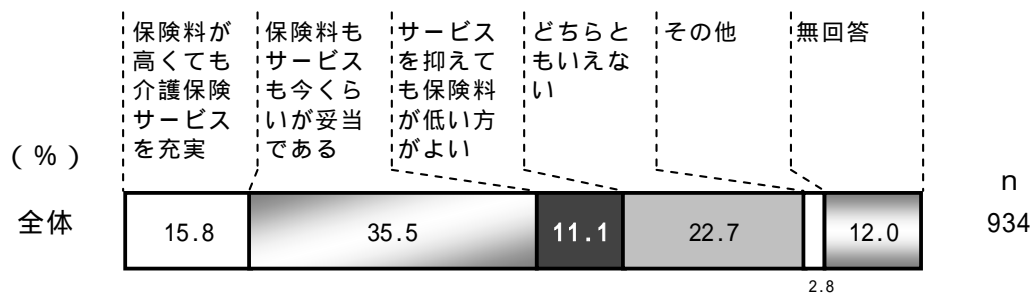 保険料が
高くても
介護保険
サービス
を充実
保険料も
サービス
も今くら
いが妥当
である
サービス
を抑えて
も保険料
が低い方
がよい
どちらと
もいえな
い
その他
無回答
(%)
n
全体
15.8
35.5
11.1
22.7
12.0
934
2.8